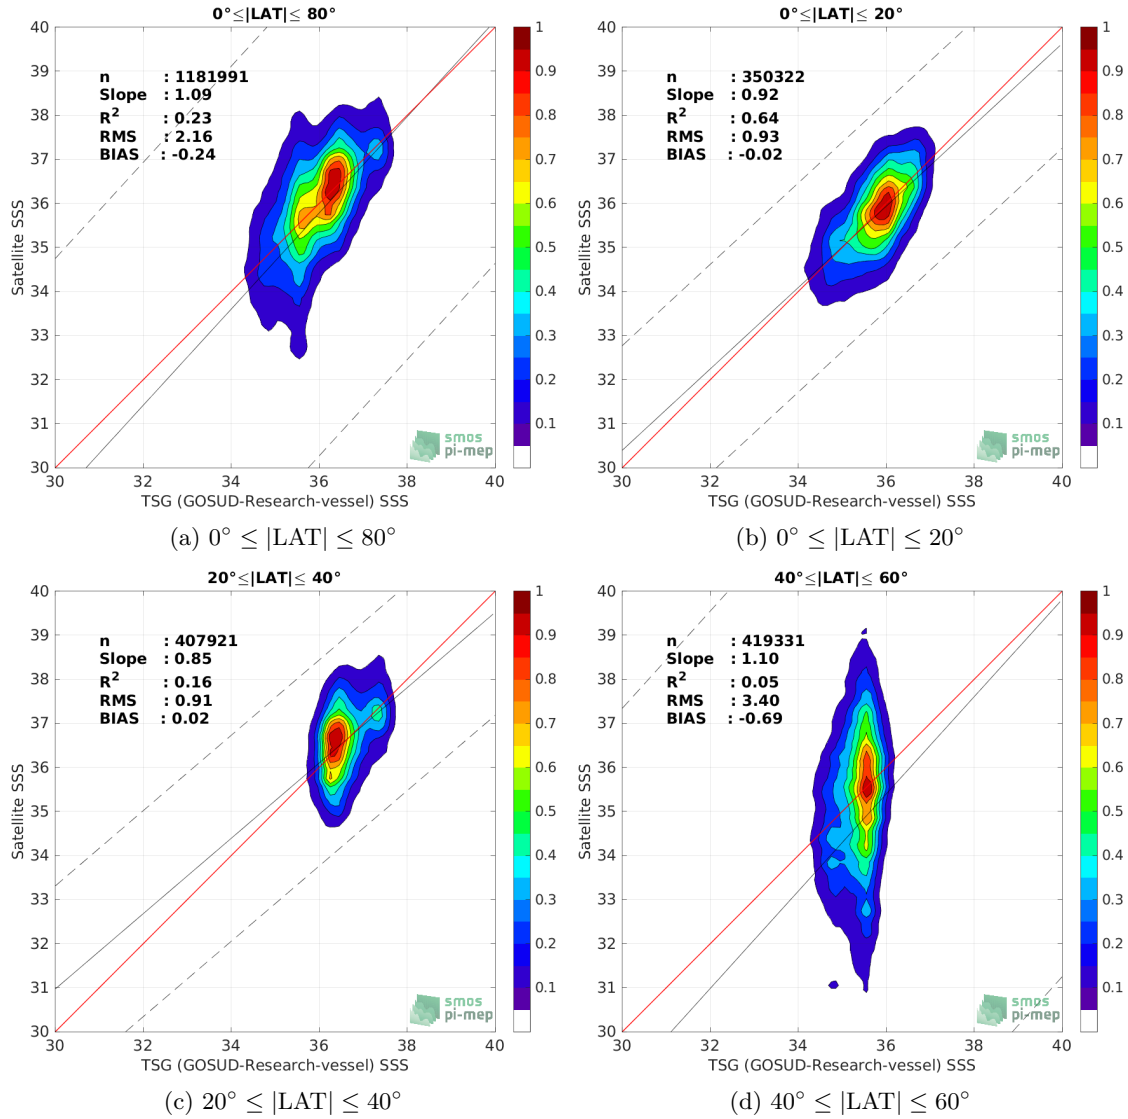 0°≤|LAT|≤ 80°
40
39
38
37
36
35
34
33
32
31
30
Satellite SSS
n : 1181991
Slope : 1.09
R² : 0.23
RMS : 2.16
BIAS : -0.24
smos
pi-mep
30 32 34 36 38 40
TSG (GOSUD-Research-vessel) SSS
1
0.9
0.8
0.7
0.6
0.5
0.4
0.3
0.2
0.1
(a) 0° ≤ |LAT| ≤ 80°
0°≤|LAT|≤ 20°
40
39
38
37
36
35
34
33
32
31
30
Satellite SSS
n : 350322
Slope : 0.92
R² : 0.64
RMS : 0.93
BIAS : -0.02
smos
pi-mep
30 32 34 36 38 40
TSG (GOSUD-Research-vessel) SSS
1
0.9
0.8
0.7
0.6
0.5
0.4
0.3
0.2
0.1
(b) 0° ≤ |LAT| ≤ 20°
20°≤|LAT|≤ 40°
40
39
38
37
36
35
34
33
32
31
30
Satellite SSS
n : 407921
Slope : 0.85
R² : 0.16
RMS : 0.91
BIAS : 0.02
smos
pi-mep
30 32 34 36 38 40
TSG (GOSUD-Research-vessel) SSS
1
0.9
0.8
0.7
0.6
0.5
0.4
0.3
0.2
0.1
(c) 20° ≤ |LAT| ≤ 40°
40°≤|LAT|≤ 60°
40
39
38
37
36
35
34
33
32
31
30
Satellite SSS
n : 419331
Slope : 1.10
R² : 0.05
RMS : 3.40
BIAS : -0.69
smos
pi-mep
30 32 34 36 38 40
TSG (GOSUD-Research-vessel) SSS
1
0.9
0.8
0.7
0.6
0.5
0.4
0.3
0.2
0.1
(d) 40° ≤ |LAT| ≤ 60°